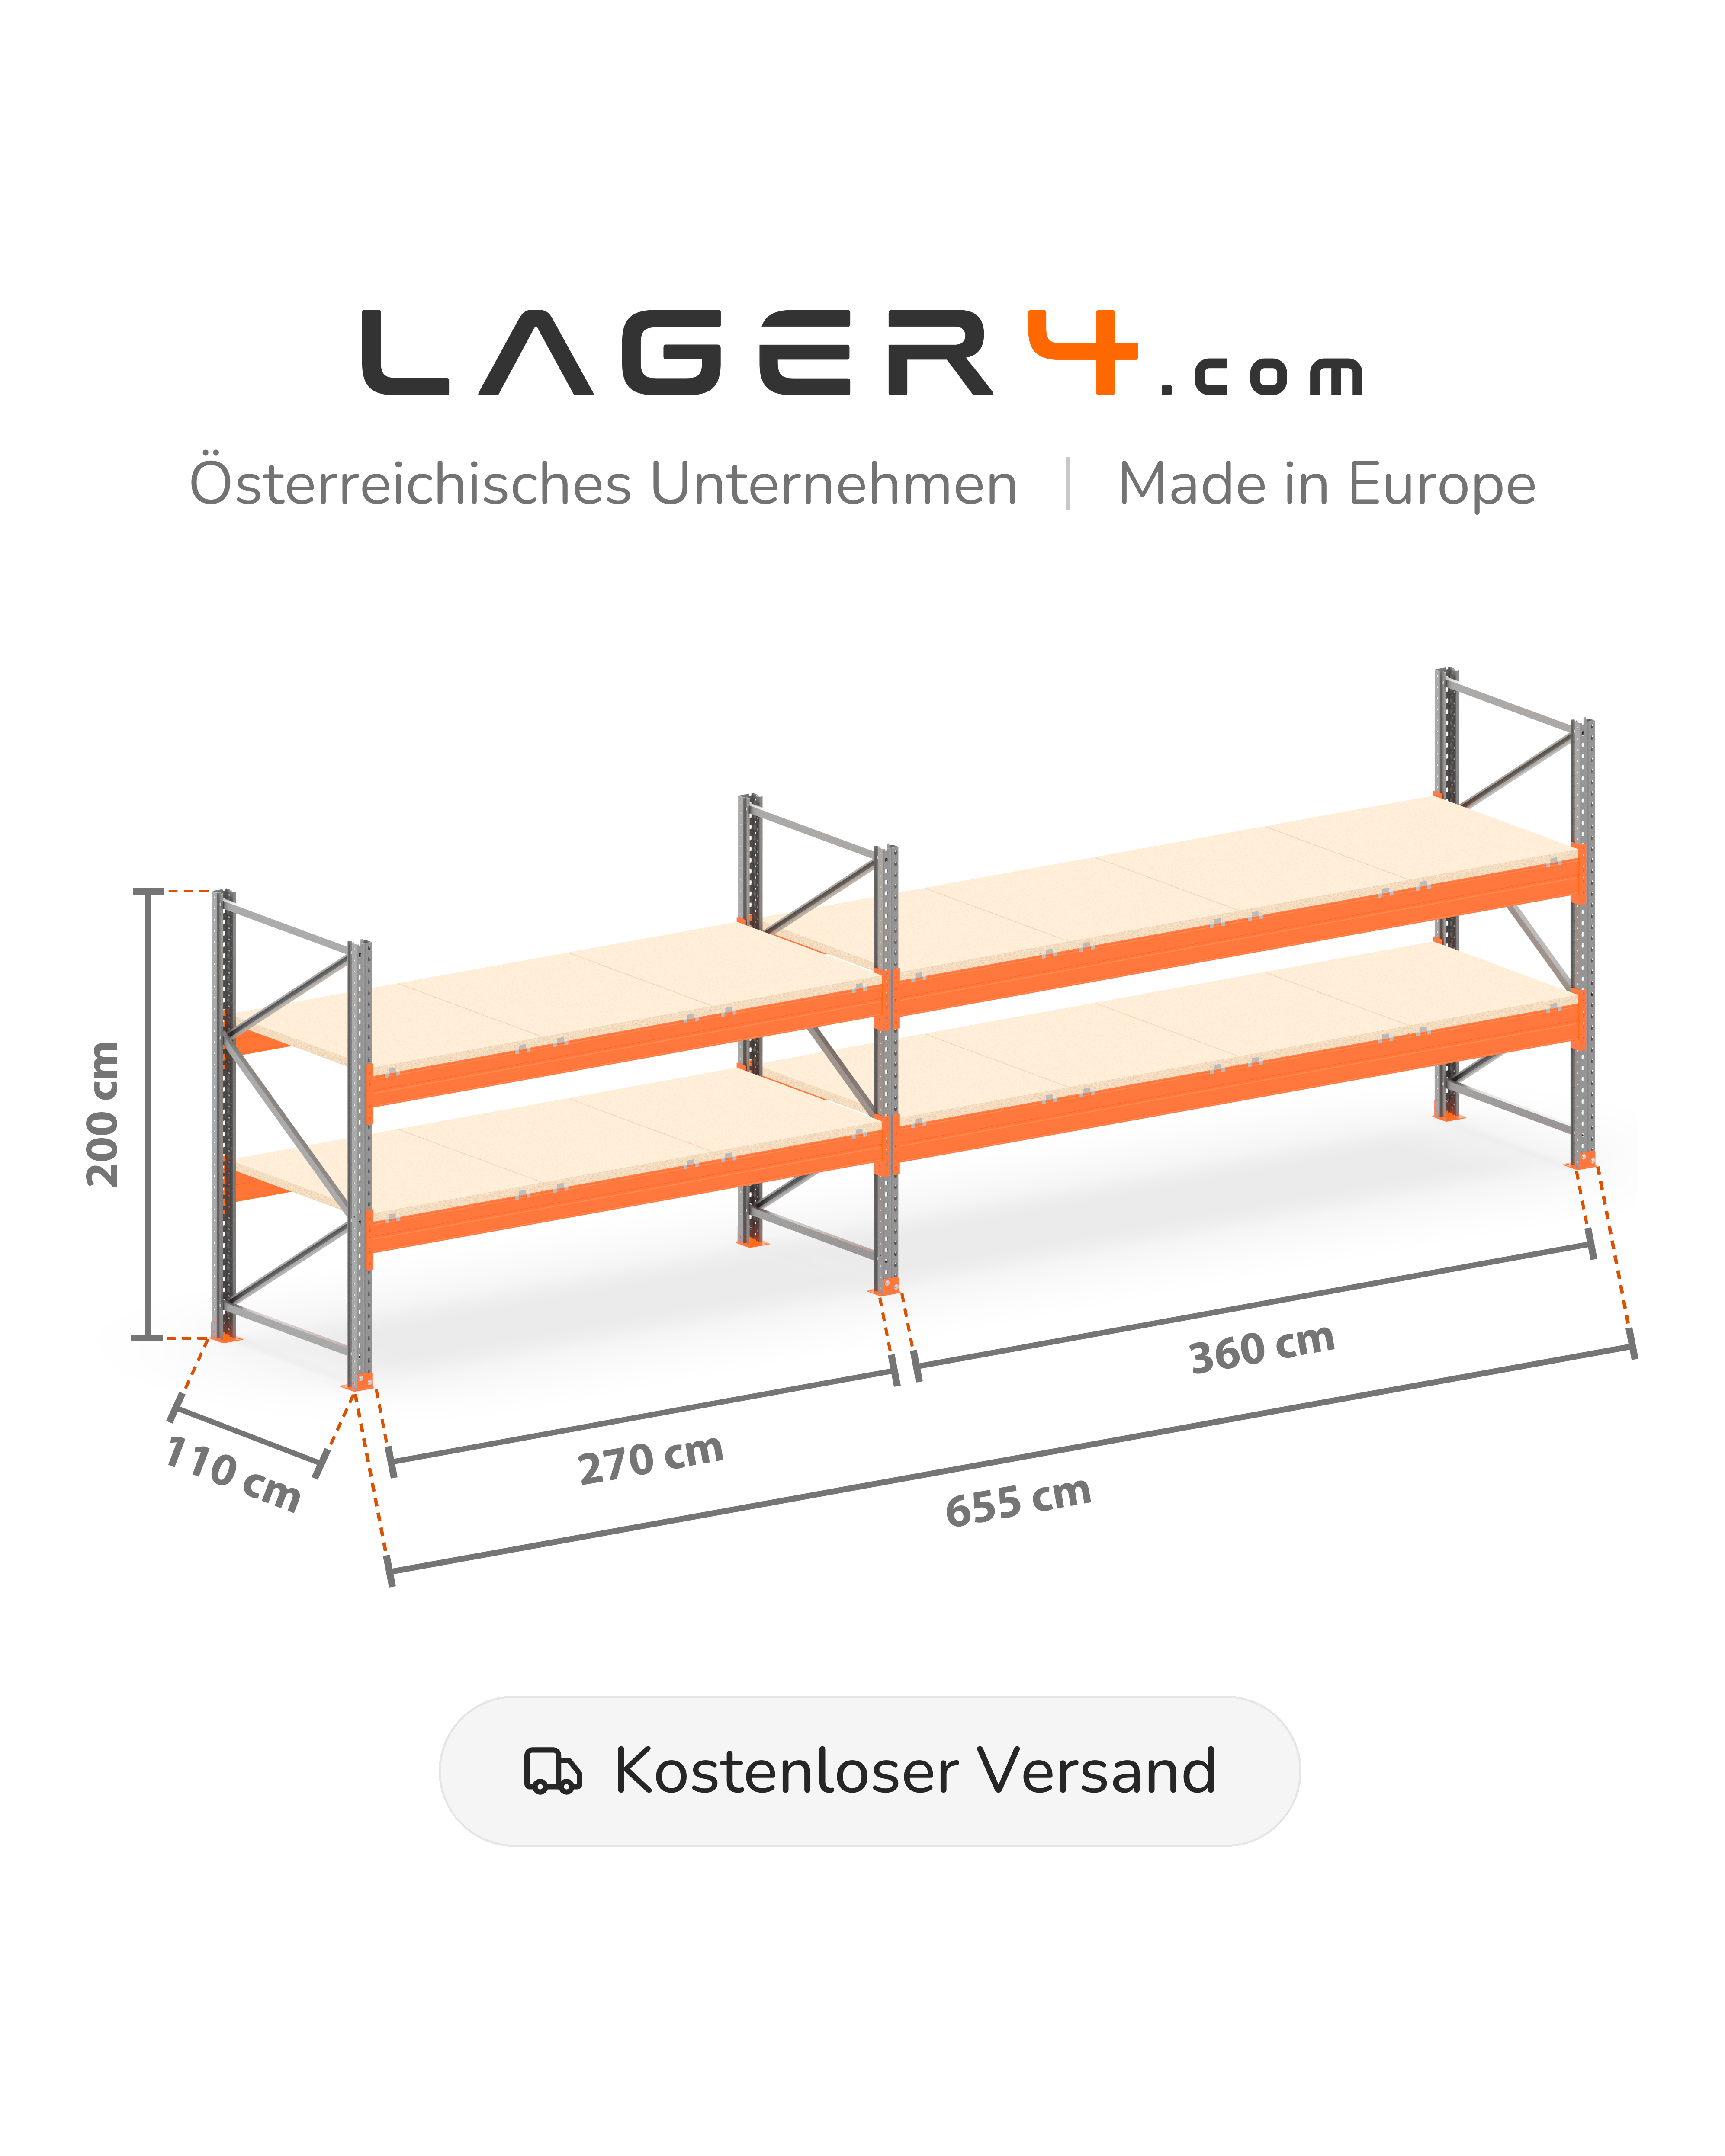 LAGER4.com
Österreichisches Unternehmen | Made in Europe
200 cm
110 cm
270 cm
360 cm
655 cm
Kostenloser Versand